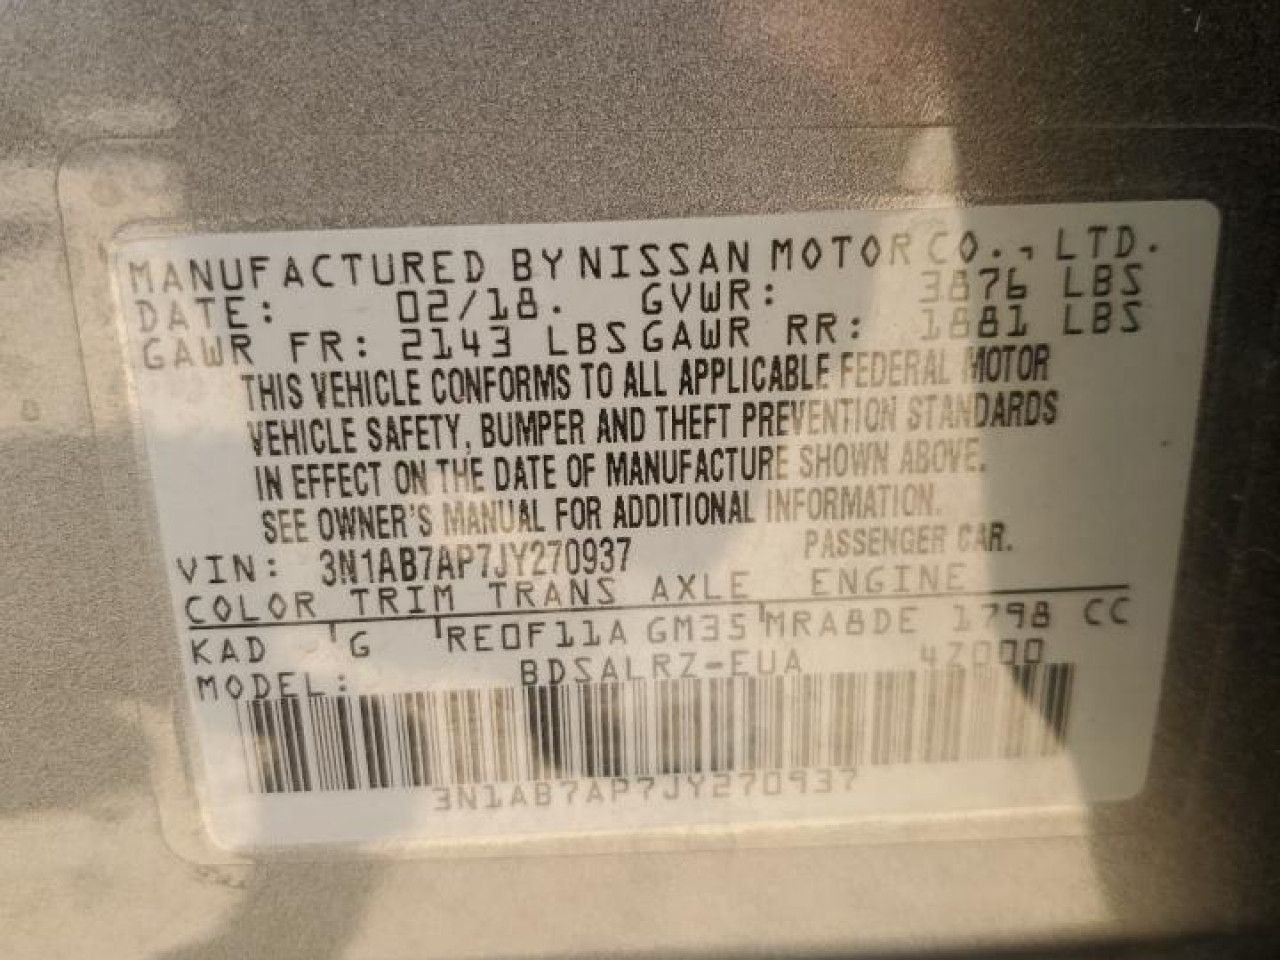 MANUFACTURED BY NISSAN MOTOR CO., LTD.
DATE: 02/18. GVWR: 3876 LBS
GAWR FR: 2143 LBS GAWR RR: 1881 LBS
THIS VEHICLE CONFORMS TO ALL APPLICABLE FEDERAL MOTOR
VEHICLE SAFETY, BUMPER AND THEFT PREVENTION STANDARDS
IN EFFECT ON THE DATE OF MANUFACTURE SHOWN ABOVE.
SEE OWNER'S MANUAL FOR ADDITIONAL INFORMATION.
VIN: 3N1AB7AP7JY270937 PASSENGER CAR.
COLOR TRIM TRANS AXLE ENGINE
KAD G RE0F11A GM35 MRA8DE 1798 CC
MODEL: BDSALRZ-EUA 4Z000
3N1AB7AP7JY270937